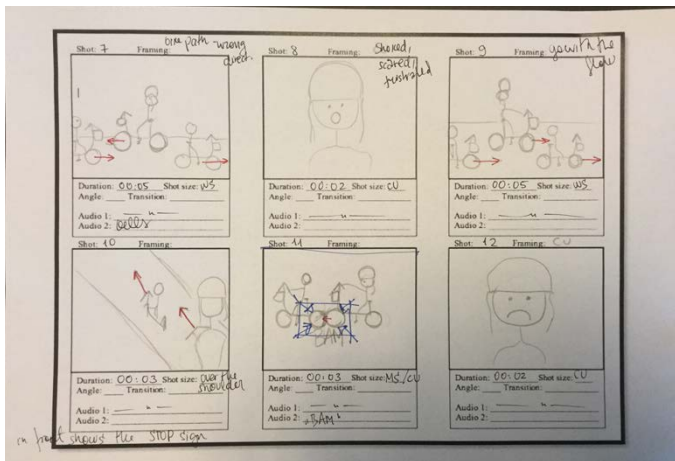 Shot: 7 Framing: one path - wrong
direct.
Duration: 00:05 Shot size: WS
Angle: Transition:
Audio 1: — " —
Audio 2: Bells
Shot: 8 Framing: Shoked,
scared,
frustrated
Duration: 00:02 Shot size: CU
Angle: Transition:
Audio 1: — " —
Audio 2:
Shot: 9 Framing: go with the
flow
Duration: 00:05 Shot size: WS
Angle: Transition:
Audio 1: — " —
Audio 2:
Shot: 10 Framing:
Duration: 00:03 Shot size: over the
shoulder
Angle: Transition:
Audio 1: — " —
Audio 2:
in front shows the STOP sign
Shot: 11 Framing:
BAM
Duration: 00:03 Shot size: MS/CU
Angle: Transition:
Audio 1: — " —
Audio 2: "BAM"
Shot: 12 Framing: CU
Duration: 00:02 Shot size: CU
Angle: Transition:
Audio 1: — " —
Audio 2: